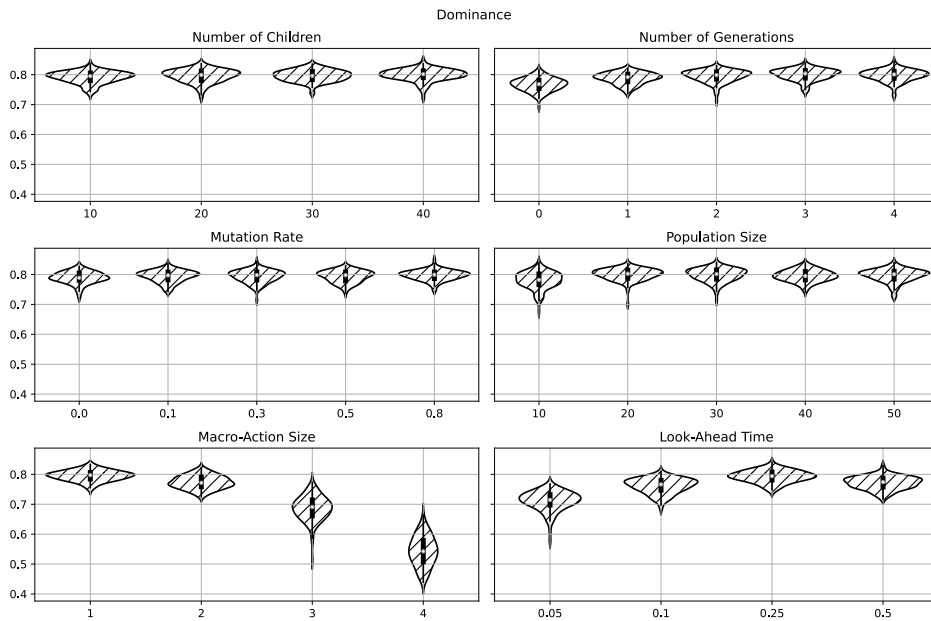 Dominance
Number of Children
Number of Generations
0.8
0.7
0.6
0.5
0.4
10 20 30 40
0 1 2 3 4
Mutation Rate
Population Size
0.8
0.7
0.6
0.5
0.4
0.0 0.1 0.3 0.5 0.8
10 20 30 40 50
Macro-Action Size
Look-Ahead Time
0.8
0.7
0.6
0.5
0.4
1 2 3 4
0.05 0.1 0.25 0.5